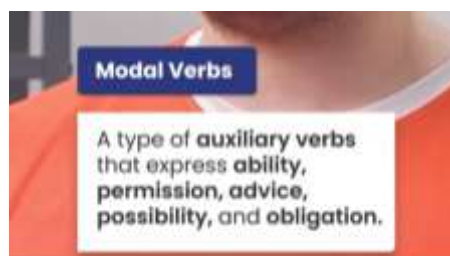 Modal Verbs
A type of auxiliary verbs
that express ability,
permission, advice,
possibility, and obligation.